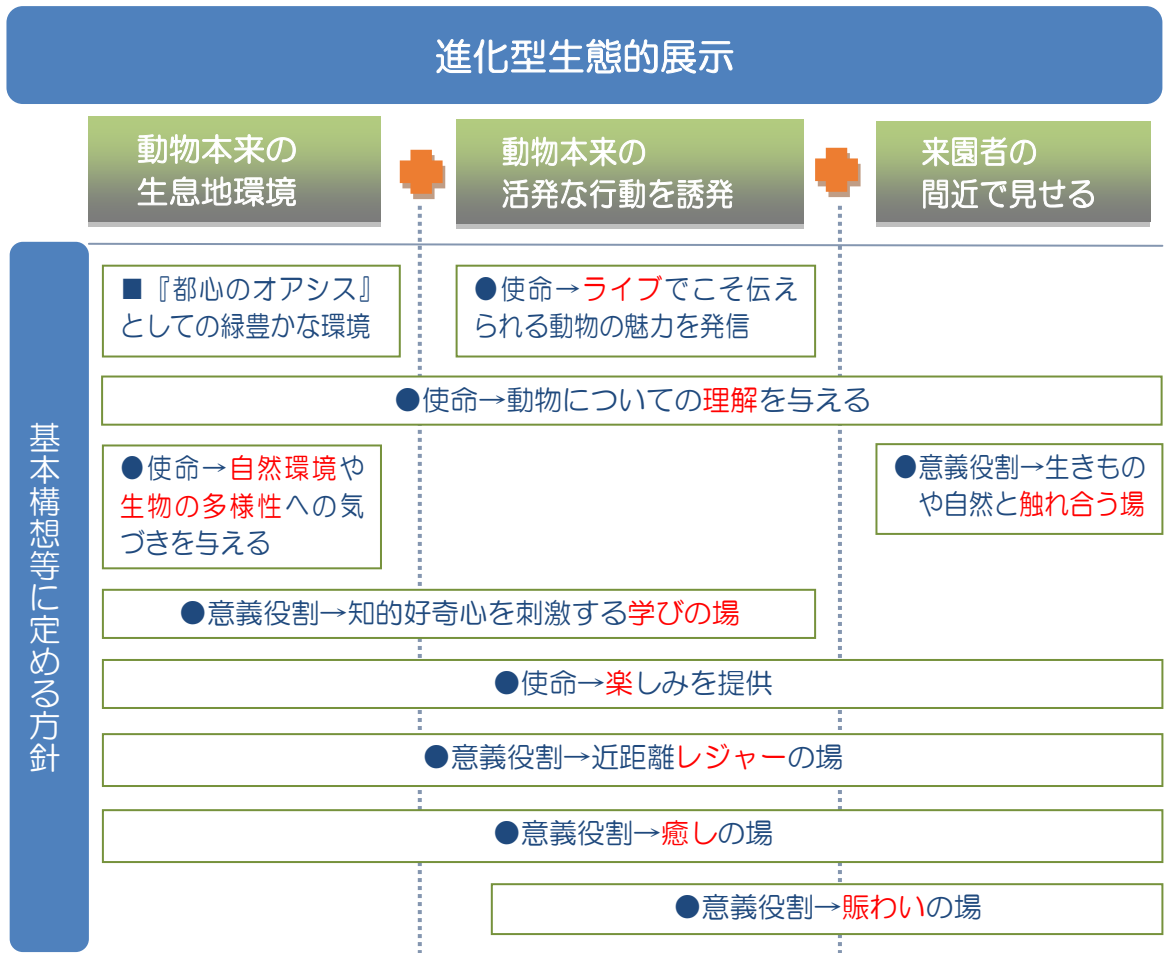 進化型生態的展示
動物本来の
生息地環境
動物本来の
活発な行動を誘発
来園者の
間近で見せる
基本構想等に定める方針
■『都心のオアシス』
としての緑豊かな環境
●使命→ライブでこそ伝え
られる動物の魅力を発信
●使命→動物についての理解を与える
●使命→自然環境や
生物の多様性への気
づきを与える
●意義役割→生きもの
や自然と触れ合う場
●意義役割→知的好奇心を刺激する学びの場
●使命→楽しみを提供
●意義役割→近距離レジャーの場
●意義役割→癒しの場
●意義役割→賑わいの場